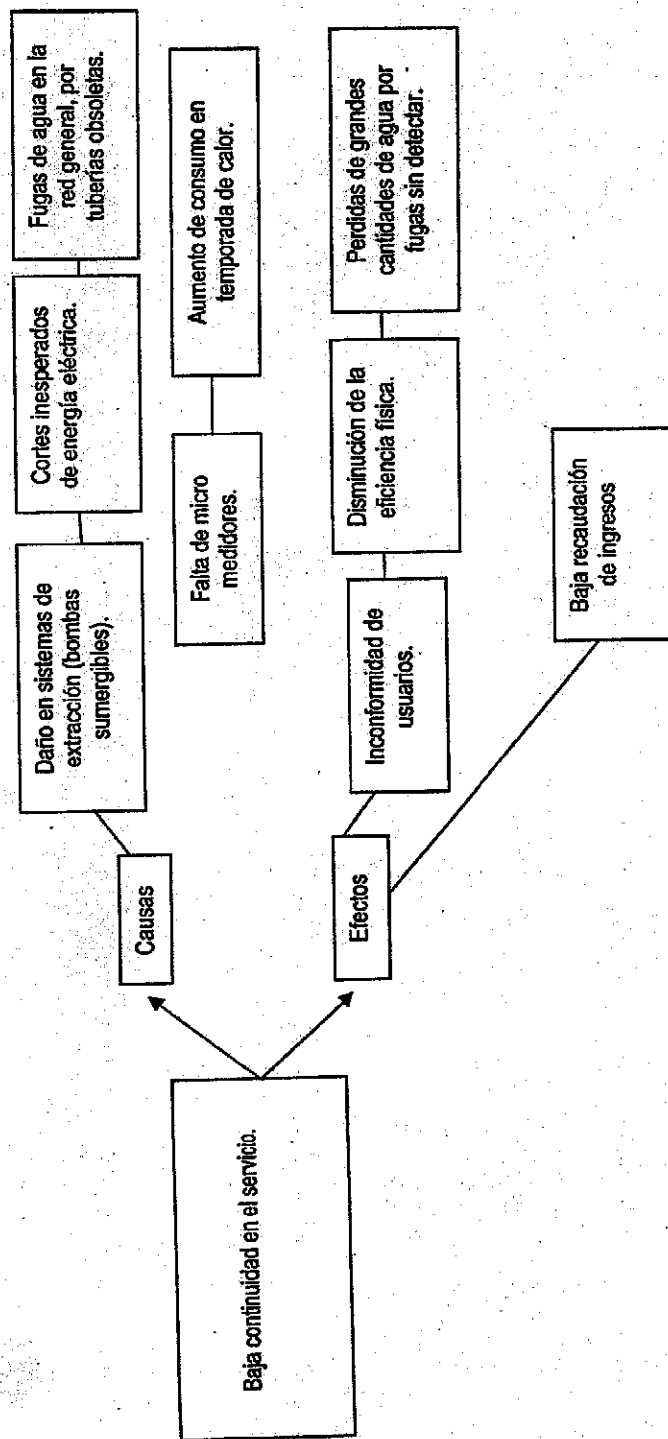 Baja continuidad en el servicio.
Causas
Daño en sistemas de
extracción (bombas
sumergibles).
Cortes inesperados
de energía eléctrica.
Fugas de agua en la
red general, por
tuberías obsoletas.
Falta de micro
medidores.
Aumento de consumo en
temporada de calor.
Efectos
Inconformidad de
usuarios.
Disminución de la
eficiencia física.
Perdidas de grandes
cantidades de agua por
fugas sin detectar.
Baja recaudación
de ingresos